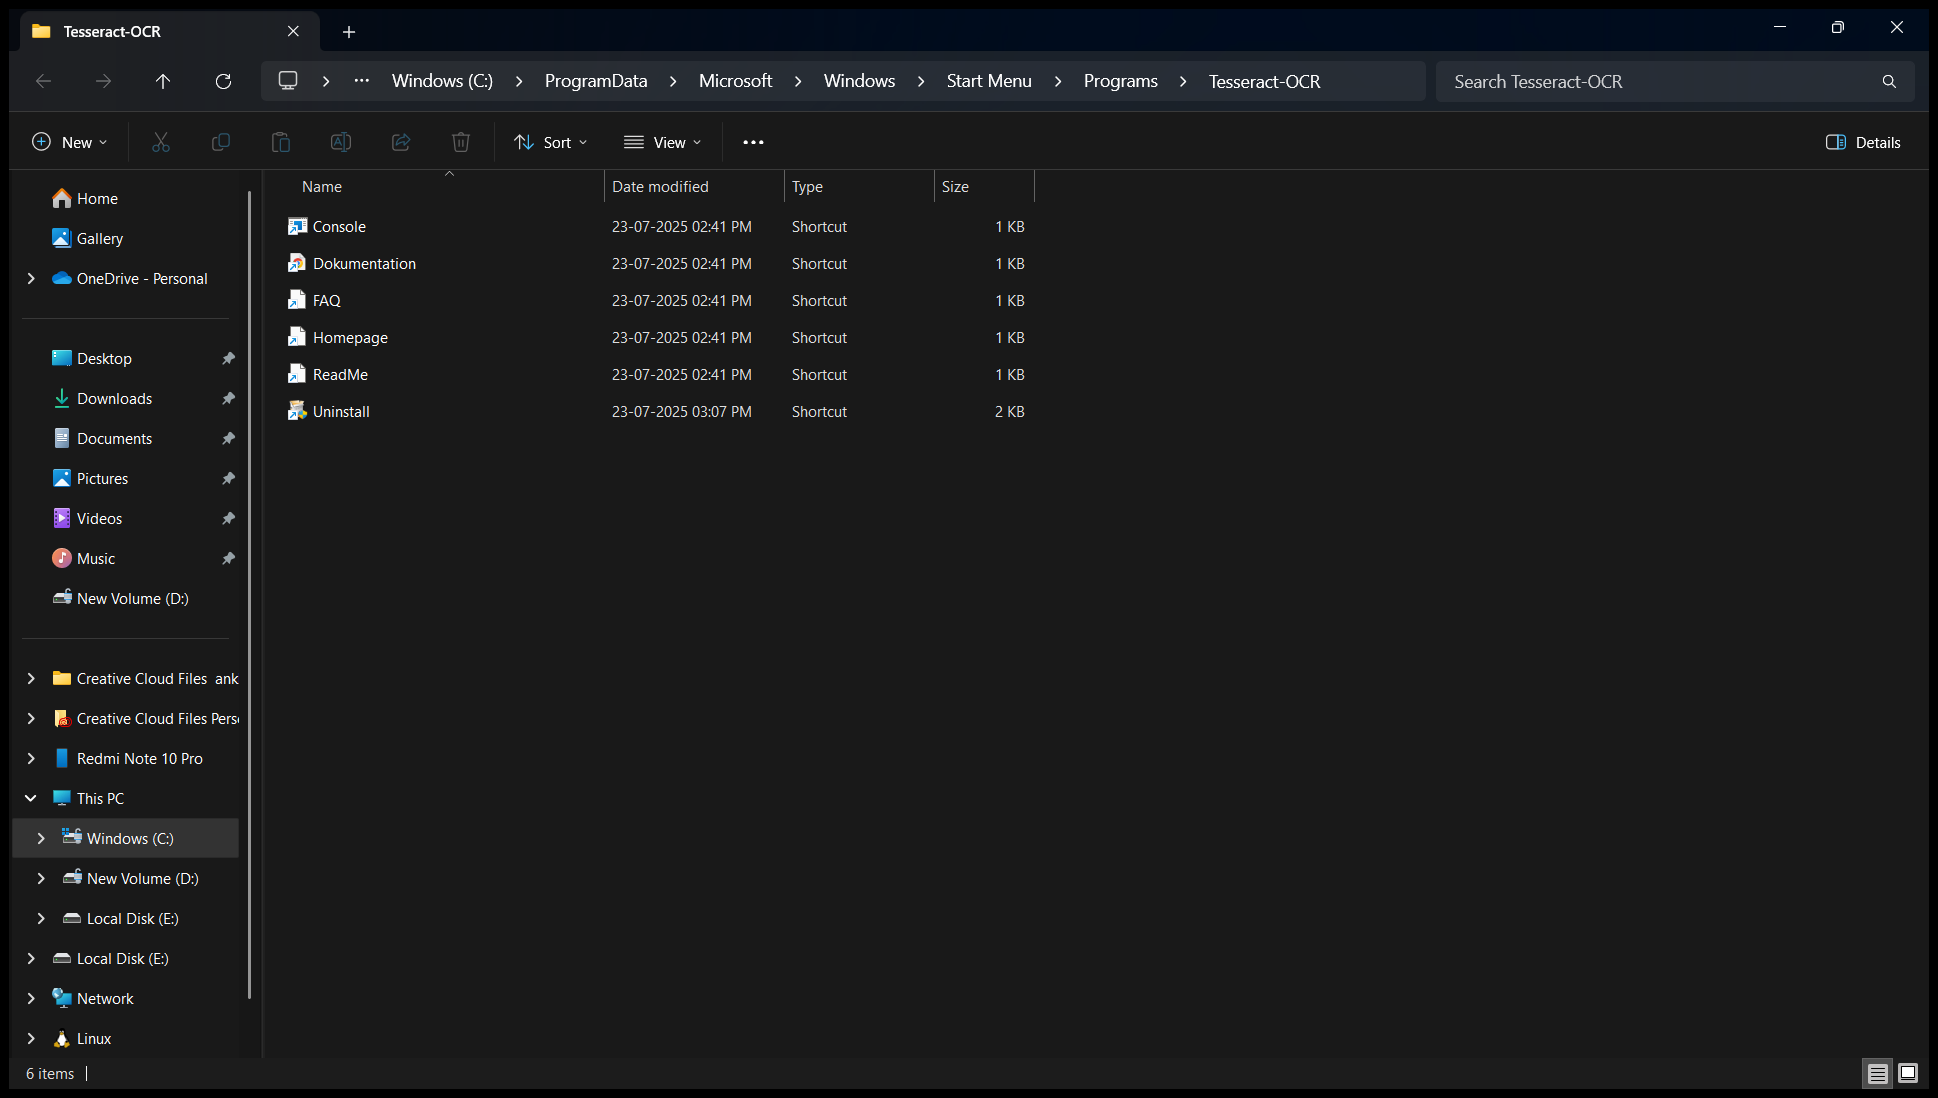 Tesseract-OCR
Windows (C:) ProgramData Microsoft Windows Start Menu Programs Tesseract-OCR Search Tesseract-OCR
New Sort View Details
Name Date modified Type Size
Console 23-07-2025 02:41 PM Shortcut 1 KB
Dokumentation 23-07-2025 02:41 PM Shortcut 1 KB
FAQ 23-07-2025 02:41 PM Shortcut 1 KB
Homepage 23-07-2025 02:41 PM Shortcut 1 KB
ReadMe 23-07-2025 02:41 PM Shortcut 1 KB
Uninstall 23-07-2025 03:07 PM Shortcut 2 KB
Home
Gallery
OneDrive - Personal
Desktop
Downloads
Documents
Pictures
Videos
Music
New Volume (D:)
Creative Cloud Files ank
Creative Cloud Files Pers
Redmi Note 10 Pro
This PC
Windows (C:)
New Volume (D:)
Local Disk (E:)
Local Disk (E:)
Network
Linux
6 items